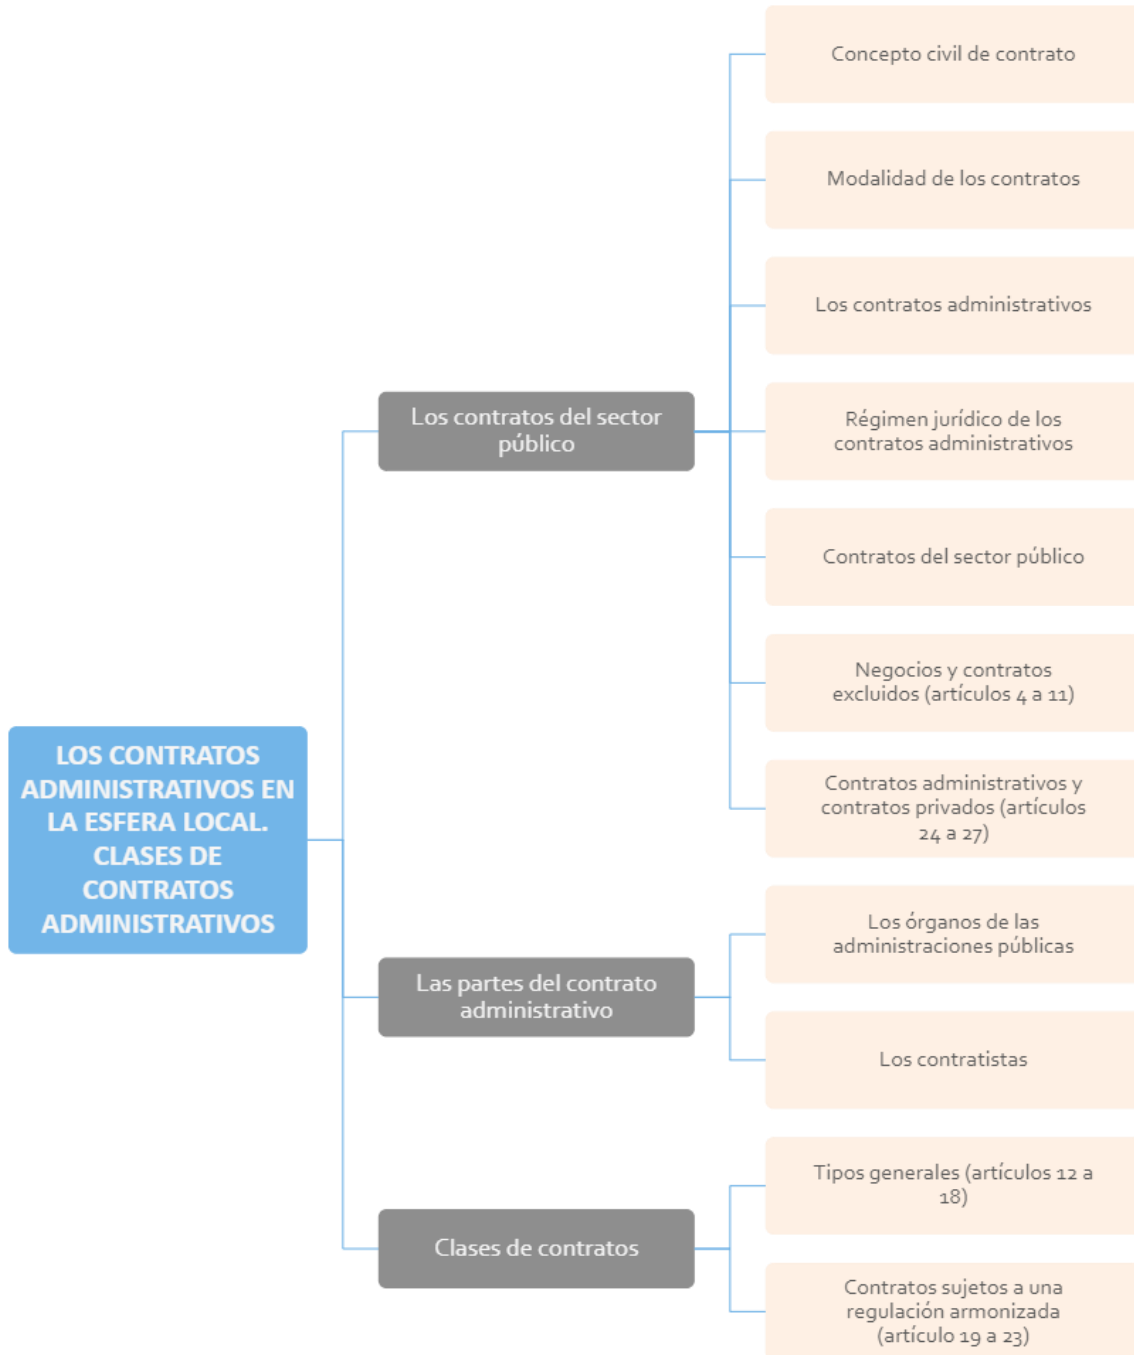 LOS CONTRATOS
ADMINISTRATIVOS EN
LA ESFERA LOCAL.
CLASES DE
CONTRATOS
ADMINISTRATIVOS
Los contratos del sector
público
Concepto civil de contrato
Modalidad de los contratos
Los contratos administrativos
Régimen jurídico de los
contratos administrativos
Contratos del sector público
Negocios y contratos
excluidos (artículos 4 a 11)
Contratos administrativos y
contratos privados (artículos
24 a 27)
Las partes del contrato
administrativo
Los órganos de las
administraciones públicas
Los contratistas
Clases de contratos
Tipos generales (artículos 12 a
18)
Contratos sujetos a una
regulación armonizada
(artículo 19 a 23)